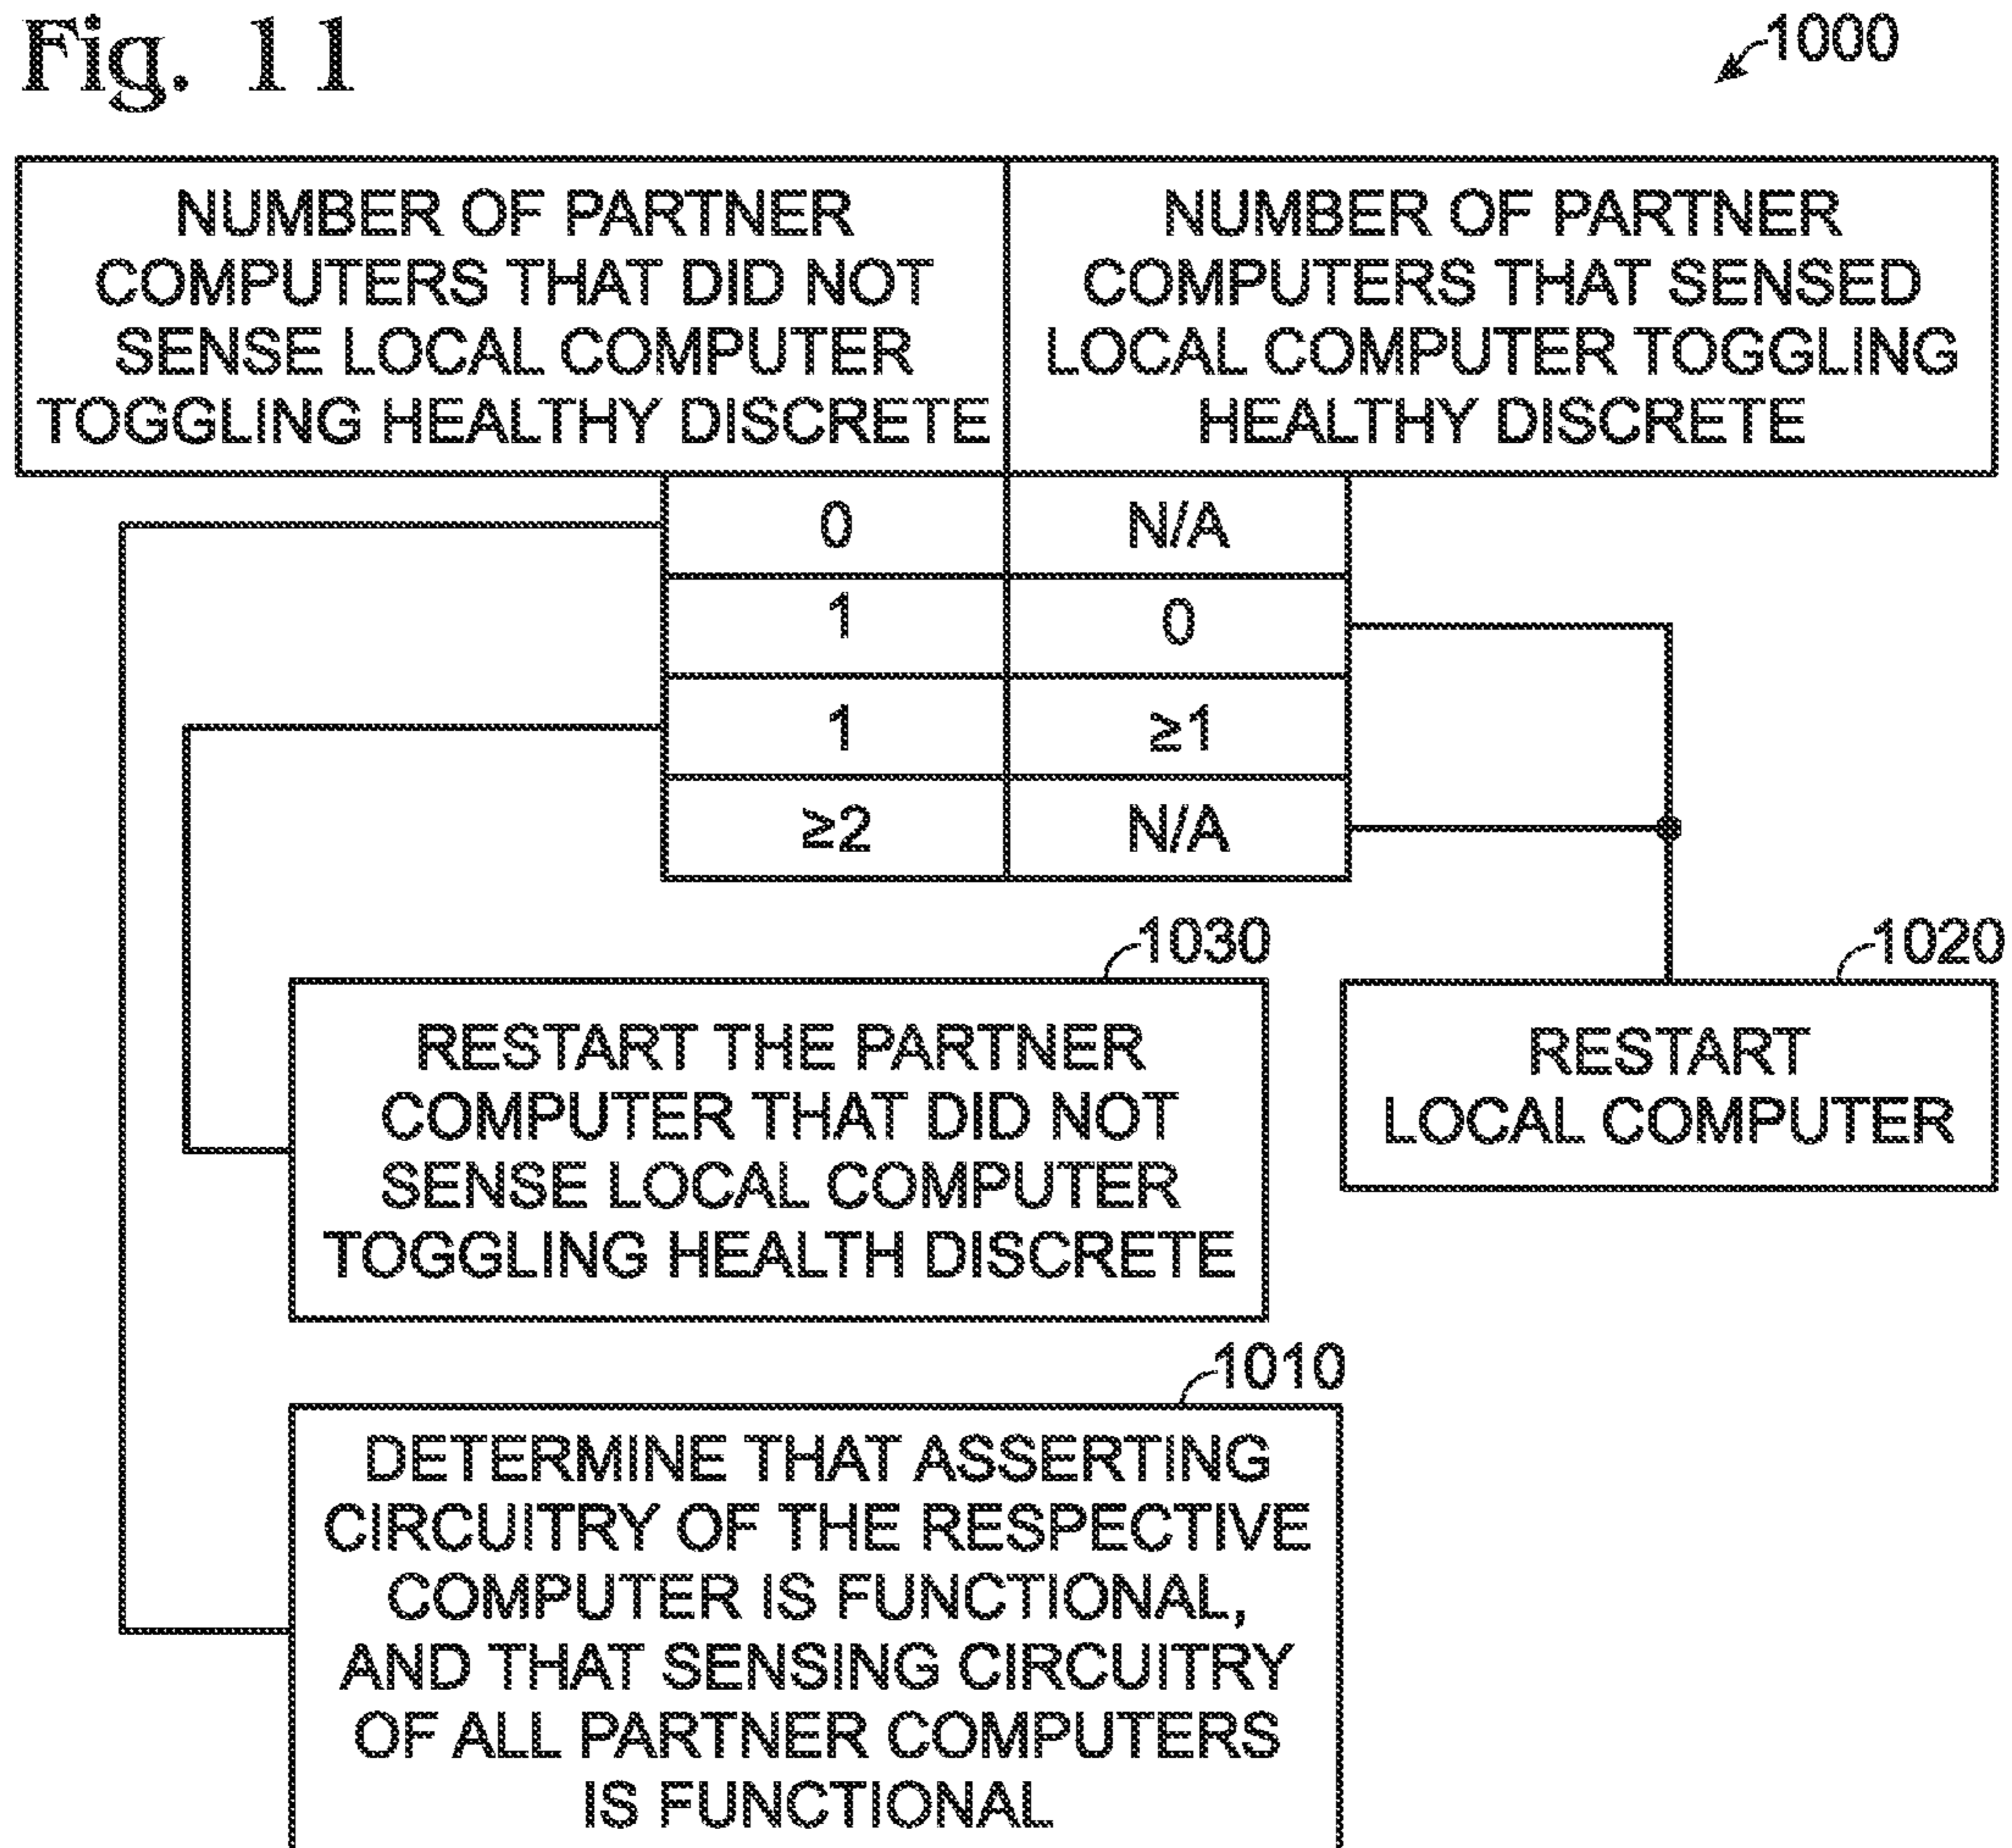 Fig. 11
1000
NUMBER OF PARTNER
COMPUTERS THAT DID NOT
SENSE LOCAL COMPUTER
TOGGLING HEALTHY DISCRETE
NUMBER OF PARTNER
COMPUTERS THAT SENSED
LOCAL COMPUTER TOGGLING
HEALTHY DISCRETE
0 N/A
1 0
1 ≥1
≥2 N/A
1030
RESTART THE PARTNER
COMPUTER THAT DID NOT
SENSE LOCAL COMPUTER
TOGGLING HEALTH DISCRETE
1020
RESTART
LOCAL COMPUTER
1010
DETERMINE THAT ASSERTING
CIRCUITRY OF THE RESPECTIVE
COMPUTER IS FUNCTIONAL,
AND THAT SENSING CIRCUITRY
OF ALL PARTNER COMPUTERS
IS FUNCTIONAL